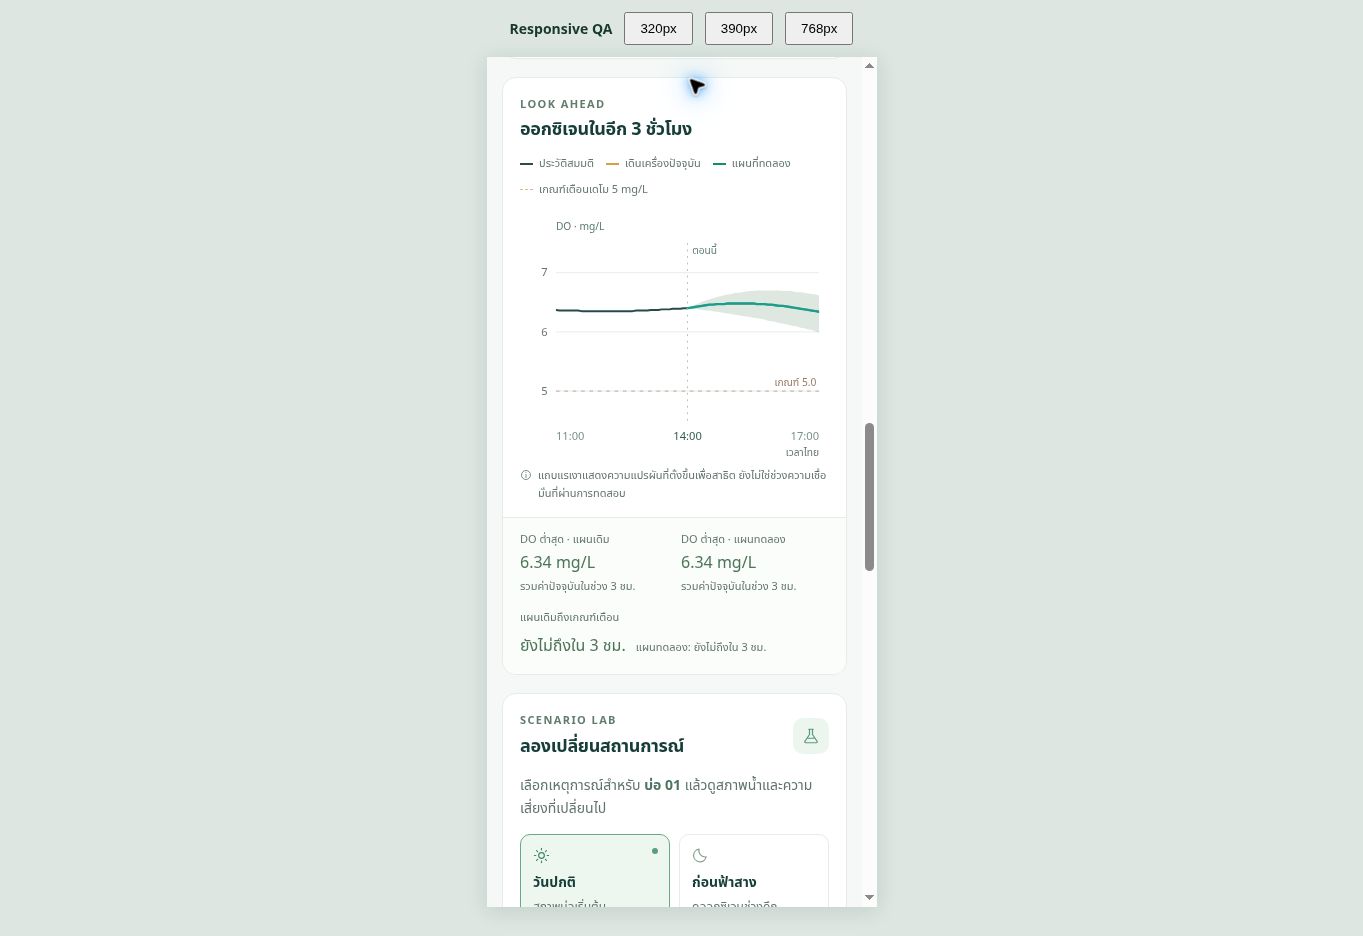 Responsive QA 320px 390px 768px
LOOK AHEAD
ออกซิเจนในอีก 3 ชั่วโมง
ประวัติสมมติ เดินเครื่องปัจจุบัน แผนที่ทดลอง
เกณฑ์เตือนเดโม 5 mg/L
DO · mg/L
ตอนนี้
7
6
เกณฑ์ 5.0
5
11:00 14:00 17:00
เวลาไทย
แถบแรเงาแสดงความแปรผันที่ตั้งขึ้นเพื่อสาธิต ยังไม่ใช่ช่วงความเชื่อ
มั่นที่ผ่านการทดสอบ
DO ต่ำสุด · แผนเดิม DO ต่ำสุด · แผนทดลอง
6.34 mg/L 6.34 mg/L
รวมค่าปัจจุบันในช่วง 3 ชม. รวมค่าปัจจุบันในช่วง 3 ชม.
แผนเดิมถึงเกณฑ์เตือน
ยังไม่ถึงใน 3 ชม. แผนทดลอง: ยังไม่ถึงใน 3 ชม.
SCENARIO LAB
ลองเปลี่ยนสถานการณ์
เลือกเหตุการณ์สำหรับ บ่อ 01 แล้วดูสภาพน้ำและความ
เสี่ยงที่เปลี่ยนไป
วันปกติ ก่อนฟ้าสาง